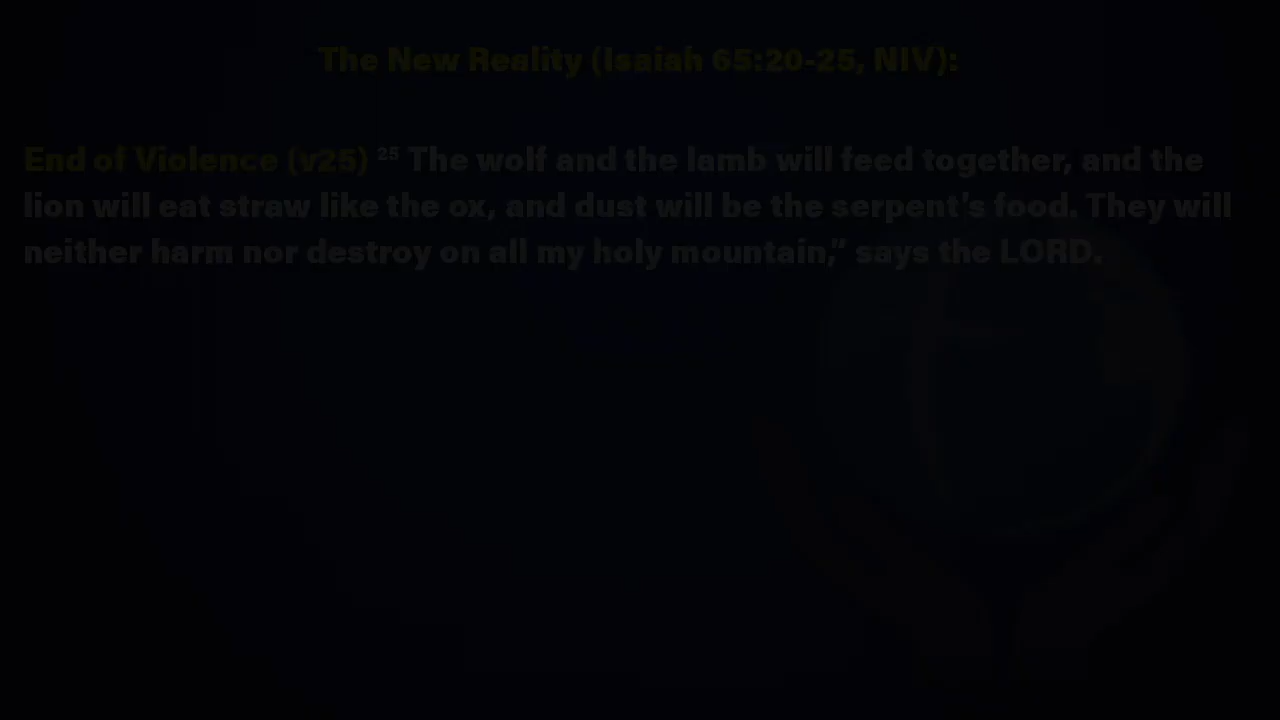 The New Reality (Isaiah 65:20-25, NIV):
End of Violence (v25) ²⁵ The wolf and the lamb will feed together, and the
lion will eat straw like the ox, and dust will be the serpent’s food. They will
neither harm nor destroy on all my holy mountain,” says the LORD.